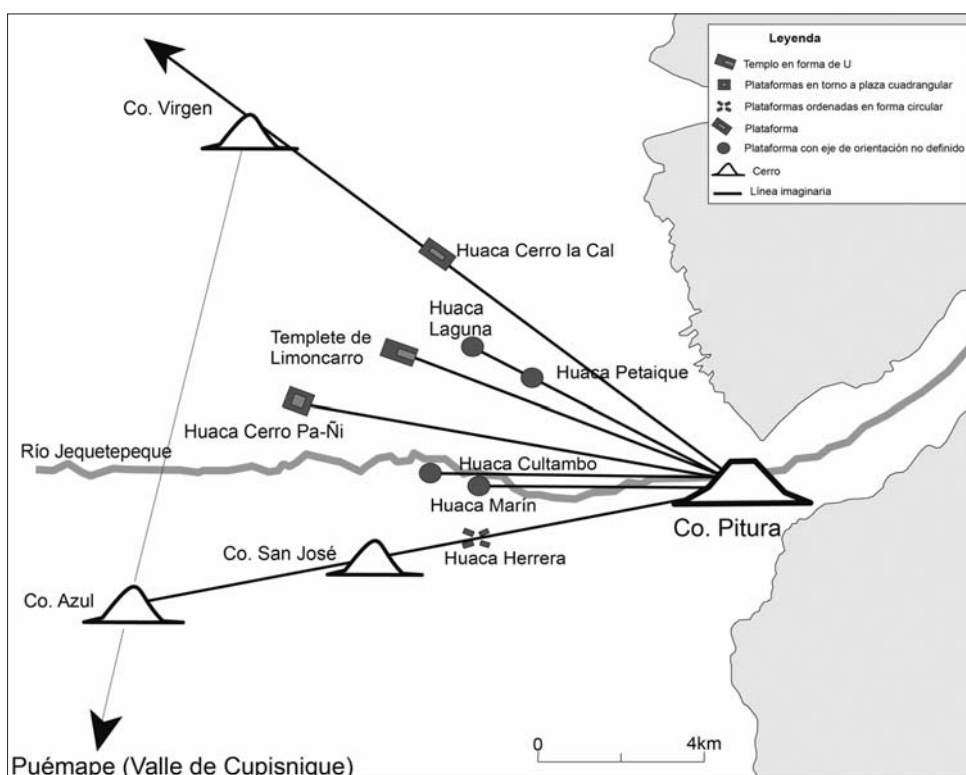 Leyenda
Templo en forma de U
Plataformas en torno a plaza cuadrangular
Plataformas ordenadas en forma circular
Plataforma
Plataforma con eje de orientación no definido
Cerro
Línea imaginaria
Co. Virgen
Huaca Cerro la Cal
Huaca
Laguna
Templete de
Limoncarro
Huaca Petaique
Huaca Cerro Pa-Ñi
Río Jequetepeque
Huaca Cultambo
Huaca Marín
Co. Pitura
Co. San José
Huaca Herrera
Co. Azul
0
4km
Puémape (Valle de Cupisnique)